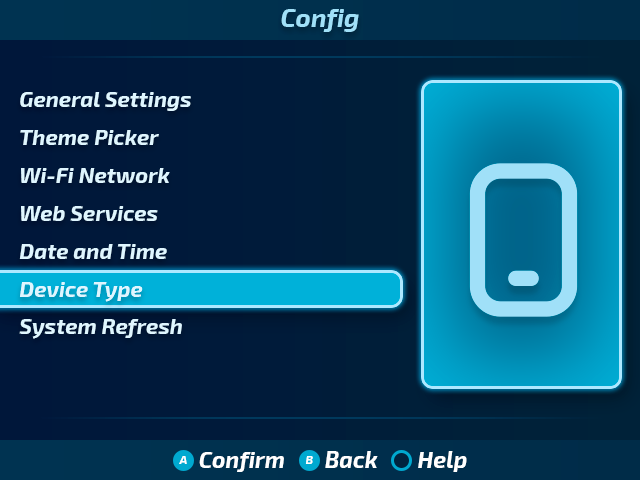 Config
General Settings
Theme Picker
Wi-Fi Network
Web Services
Date and Time
Device Type
System Refresh
A Confirm B Back Help